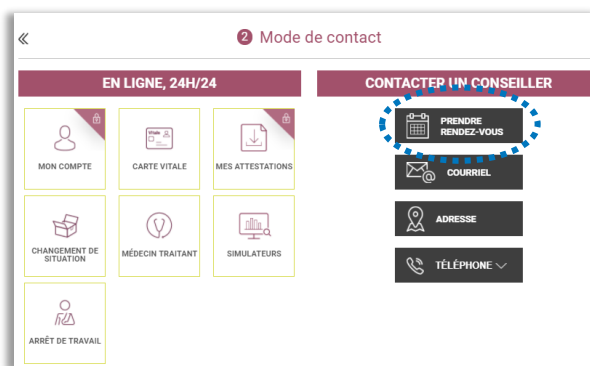 2 Mode de contact
EN LIGNE, 24H/24
MON COMPTE
Vitale
CARTE VITALE
MES ATTESTATIONS
CHANGEMENT DE
SITUATION
MÉDECIN TRAITANT
SIMULATEURS
ARRÊT DE TRAVAIL
CONTACTER UN CONSEILLER
PRENDRE
RENDEZ-VOUS
COURRIEL
ADRESSE
TÉLÉPHONE